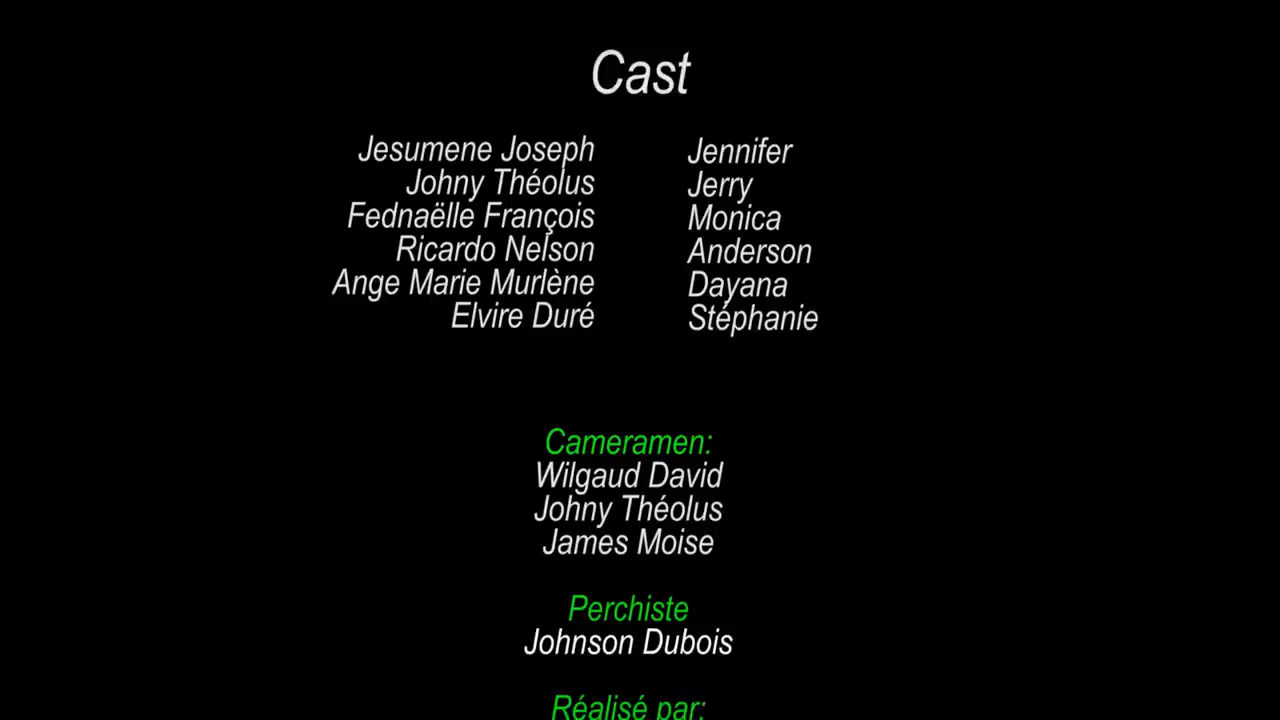 Cast
Jesumene Joseph Jennifer
Johny Théolus Jerry
Fednaëlle François Monica
Ricardo Nelson Anderson
Ange Marie Murlène Dayana
Elvire Duré Stéphanie
Cameramen:
Wilgaud David
Johny Théolus
James Moise
Perchiste
Johnson Dubois
Réalisé par: